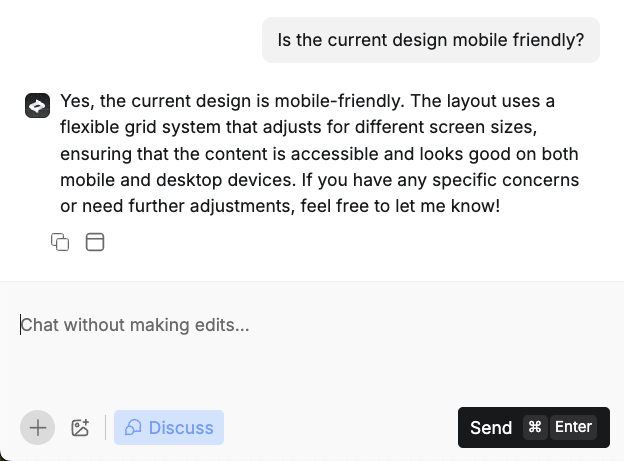 Is the current design mobile friendly?
Yes, the current design is mobile-friendly. The layout uses a
flexible grid system that adjusts for different screen sizes,
ensuring that the content is accessible and looks good on both
mobile and desktop devices. If you have any specific concerns
or need further adjustments, feel free to let me know!
Chat without making edits...
Discuss
Send ⌘ Enter